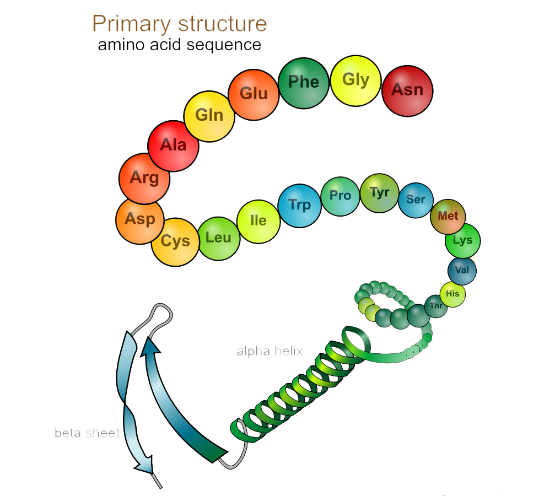 Primary structure
amino acid sequence
Asn
Gly
Phe
Glu
Gln
Ala
Arg
Asp
Cys
Leu
Ile
Trp
Pro
Tyr
Ser
Met
Lys
Val
His
Thr
alpha helix
beta sheet